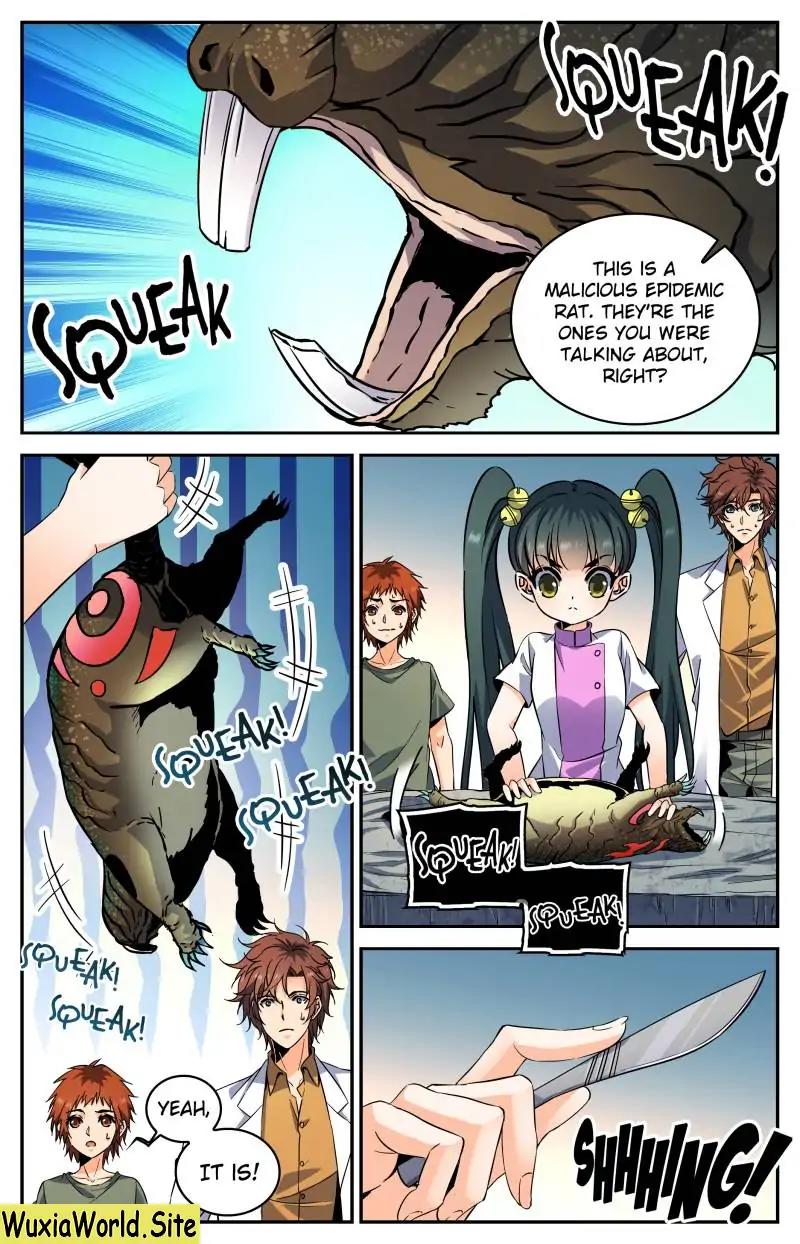 SQUEAK!
SQUEAK
THIS IS A
MALICIOUS EPIDEMIC
RAT. THEY'RE THE
ONES YOU WERE
TALKING ABOUT,
RIGHT?
SQUEAK!
SQUEAK!
SQUEAK!
SQUEAK!
YEAH,
IT IS!
SQUEAK!
SQUEAK!
SHHHING!
WuxiaWorld.Site